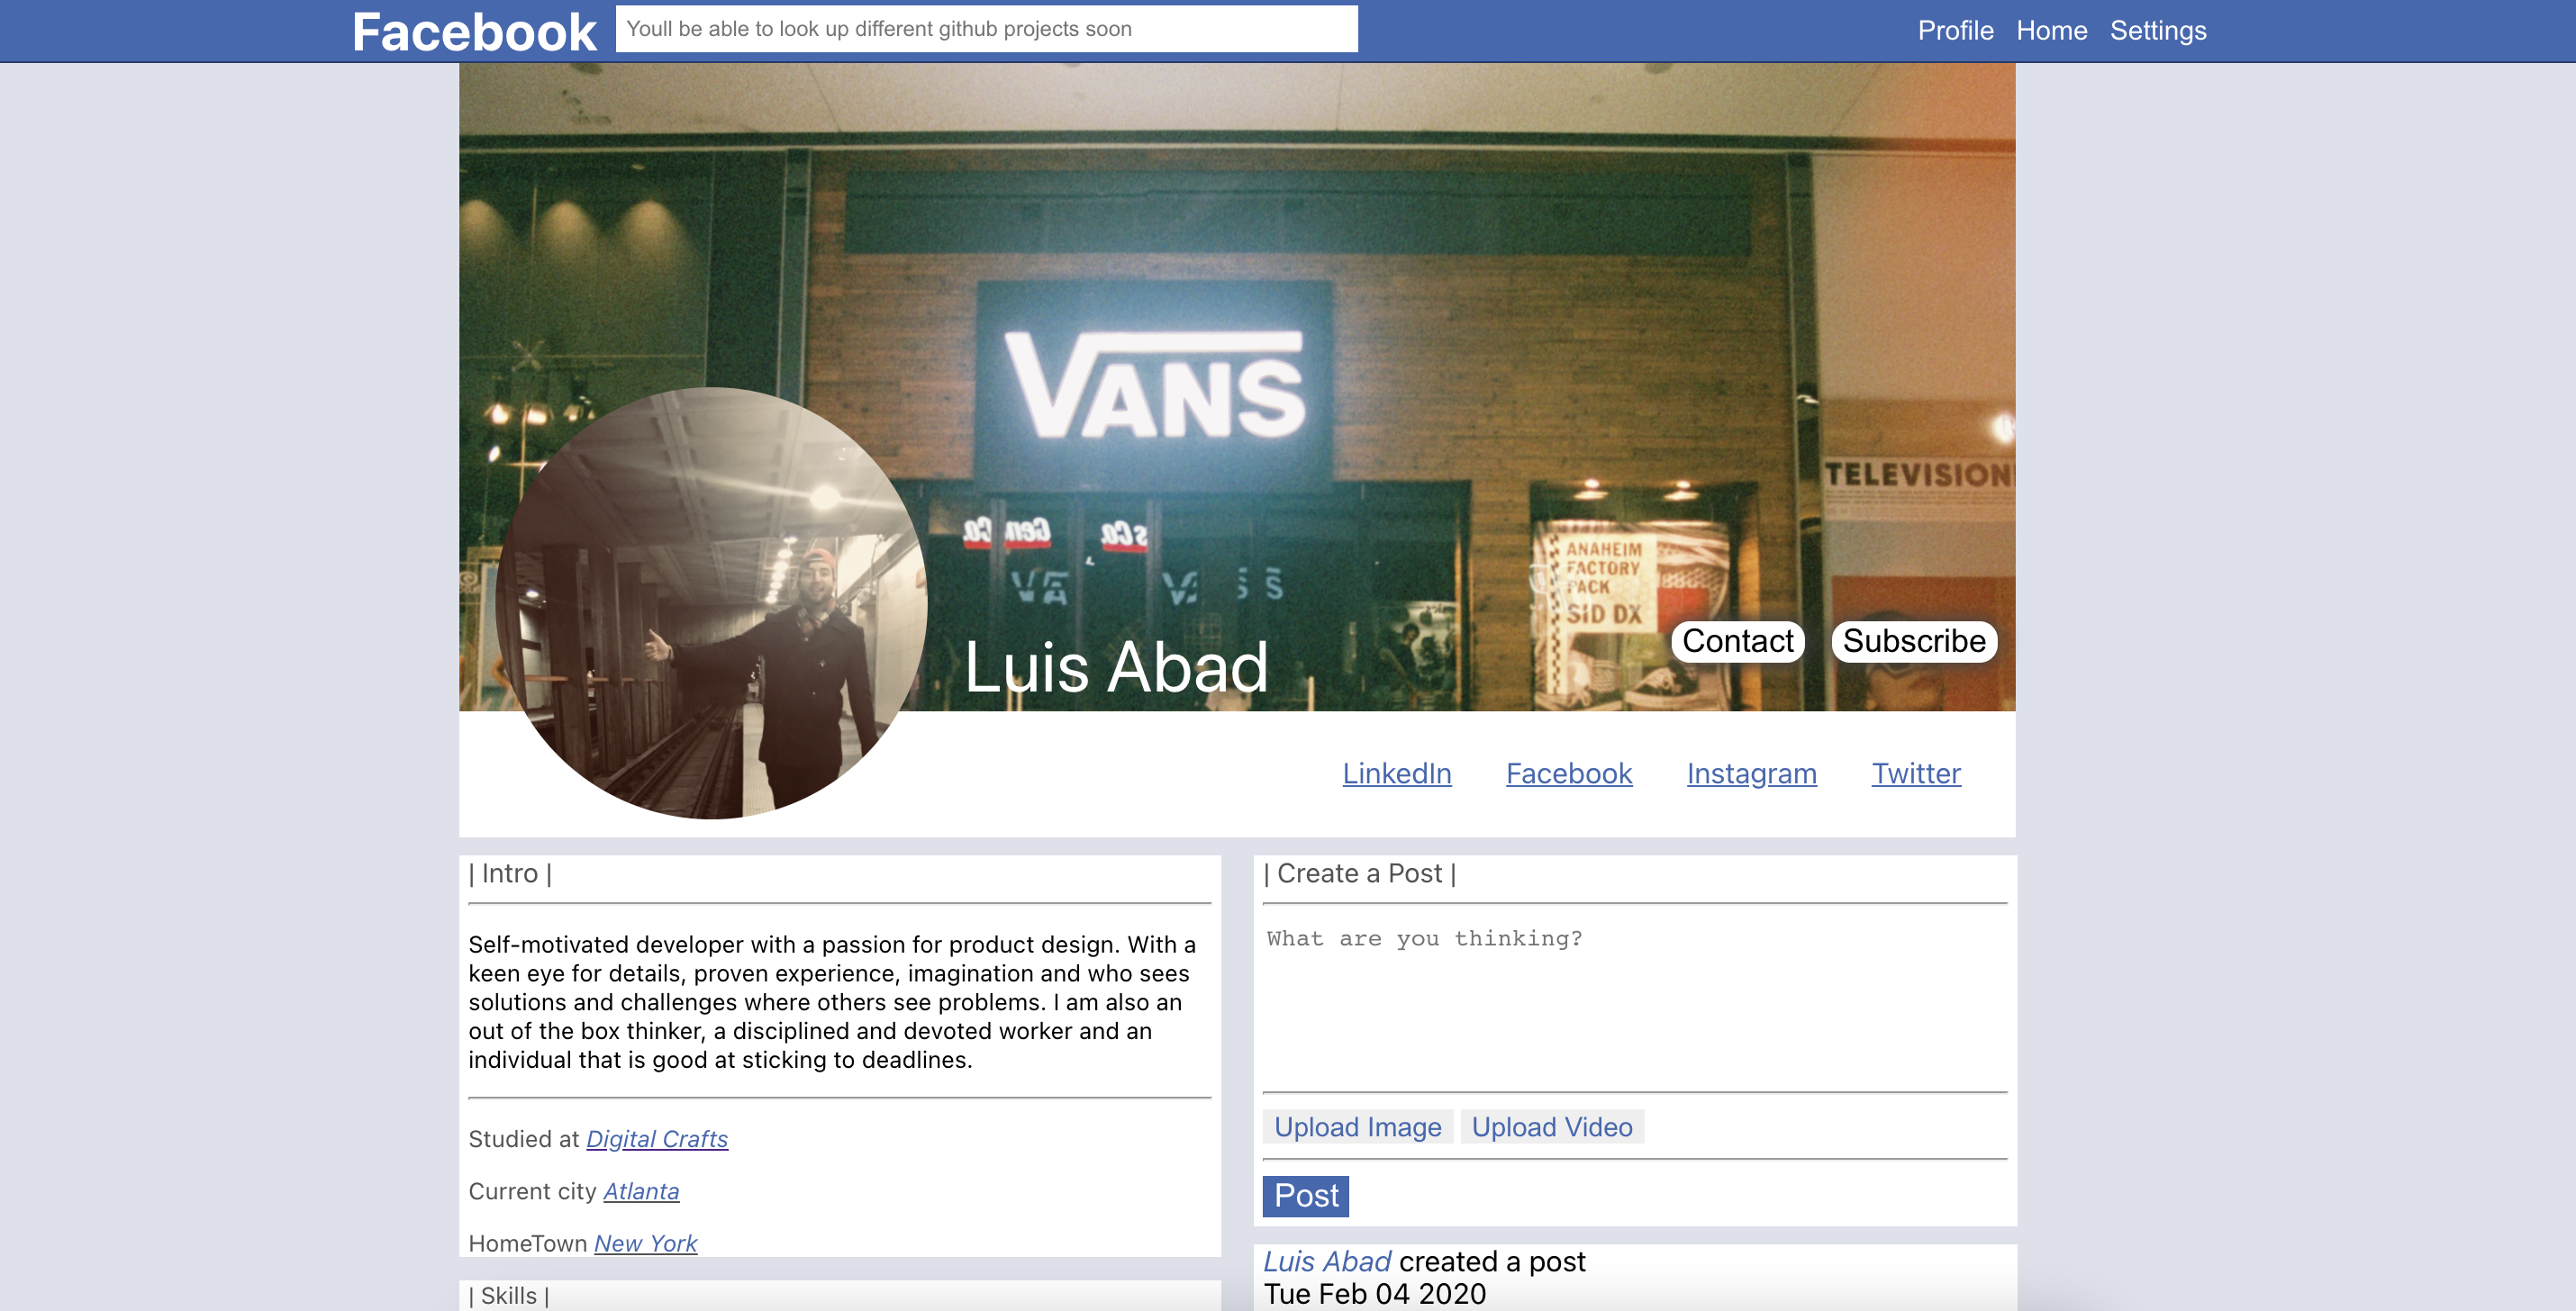 Facebook
Youll be able to look up different github projects soon
Profile Home Settings
VANS
TELEVISION
ANAHEIM
FACTORY
PACK
SID DX
Luis Abad
Contact Subscribe
LinkedIn Facebook Instagram Twitter
| Intro |
Self-motivated developer with a passion for product design. With a
keen eye for details, proven experience, imagination and who sees
solutions and challenges where others see problems. I am also an
out of the box thinker, a disciplined and devoted worker and an
individual that is good at sticking to deadlines.
Studied at Digital Crafts
Current city Atlanta
HomeTown New York
| Skills |
| Create a Post |
What are you thinking?
Upload Image Upload Video
Post
Luis Abad created a post
Tue Feb 04 2020